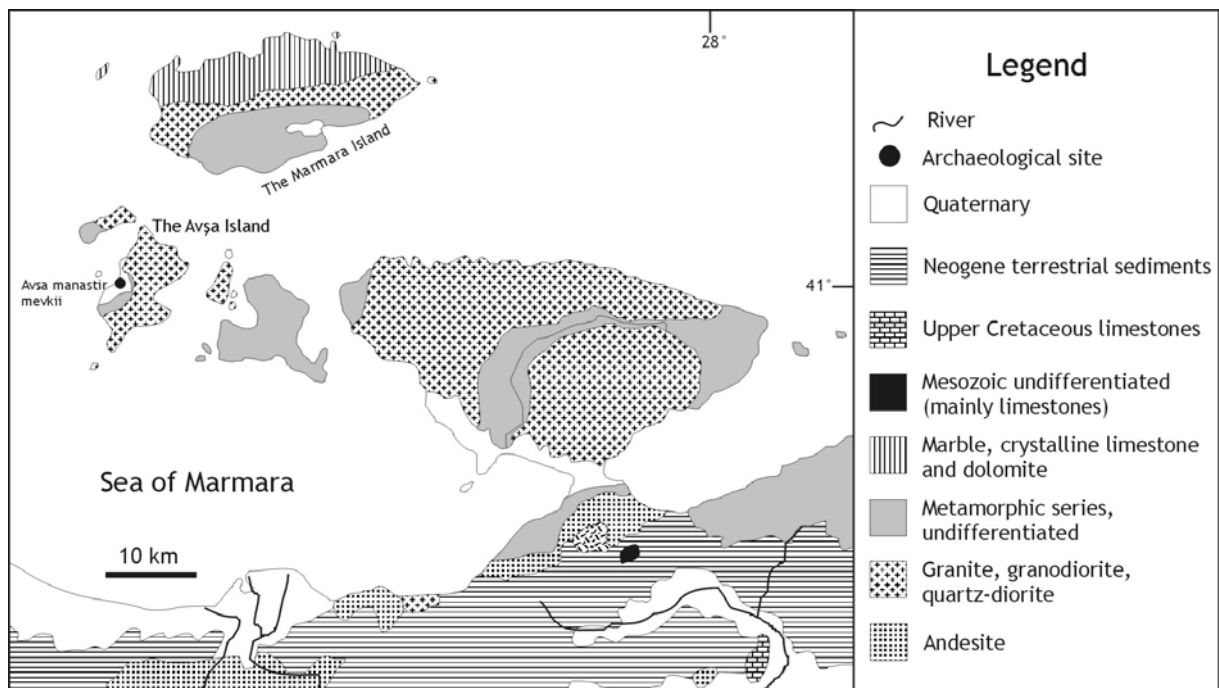 28°
The Marmara Island
The Avşa Island
Avsa manastir
mevkii
41°
Sea of Marmara
10 km
Legend
River
Archaeological site
Quaternary
Neogene terrestrial sediments
Upper Cretaceous limestones
Mesozoic undifferentiated
(mainly limestones)
Marble, crystalline limestone
and dolomite
Metamorphic series,
undifferentiated
Granite, granodiorite,
quartz-diorite
Andesite